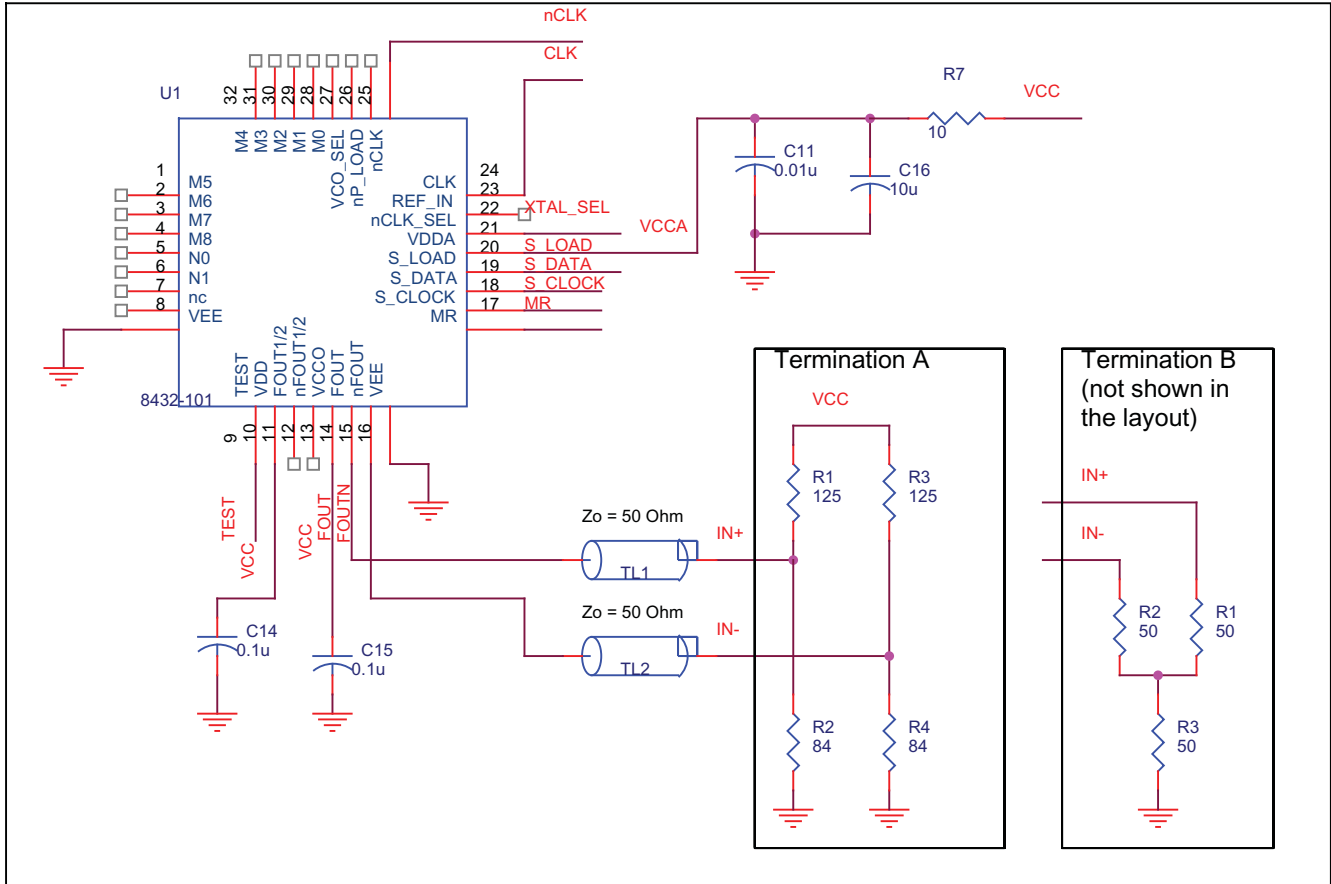 nCLK
CLK
U1
32
31
30
29
28
27
26
25
M4
M3
M2
M1
M0
VCO_SEL
nP_LOAD
nCLK
R7
10
VCC
C11
0.01u
C16
10u
1
2
3
4
5
6
7
8
M5
M6
M7
M8
N0
N1
nc
VEE
CLK
REF_IN
nCLK_SEL
VDDA
S_LOAD
S_DATA
S_CLOCK
MR
24
23
22
21
20
19
18
17
XTAL_SEL
VCCA
S_LOAD
S_DATA
S_CLOCK
MR
TEST
VDD
FOUT1/2
nFOUT1/2
VCCO
FOUT
nFOUT
VEE
8432-101
9
10
11
12
13
14
15
16
TEST
VCC
VCC
FOUT
FOUTN
C14
0.1u
C15
0.1u
Zo = 50 Ohm
TL1
IN+
Zo = 50 Ohm
TL2
IN-
Termination A
VCC
R1
125
R3
125
R2
84
R4
84
Termination B
(not shown in
the layout)
IN+
IN-
R2
50
R1
50
R3
50